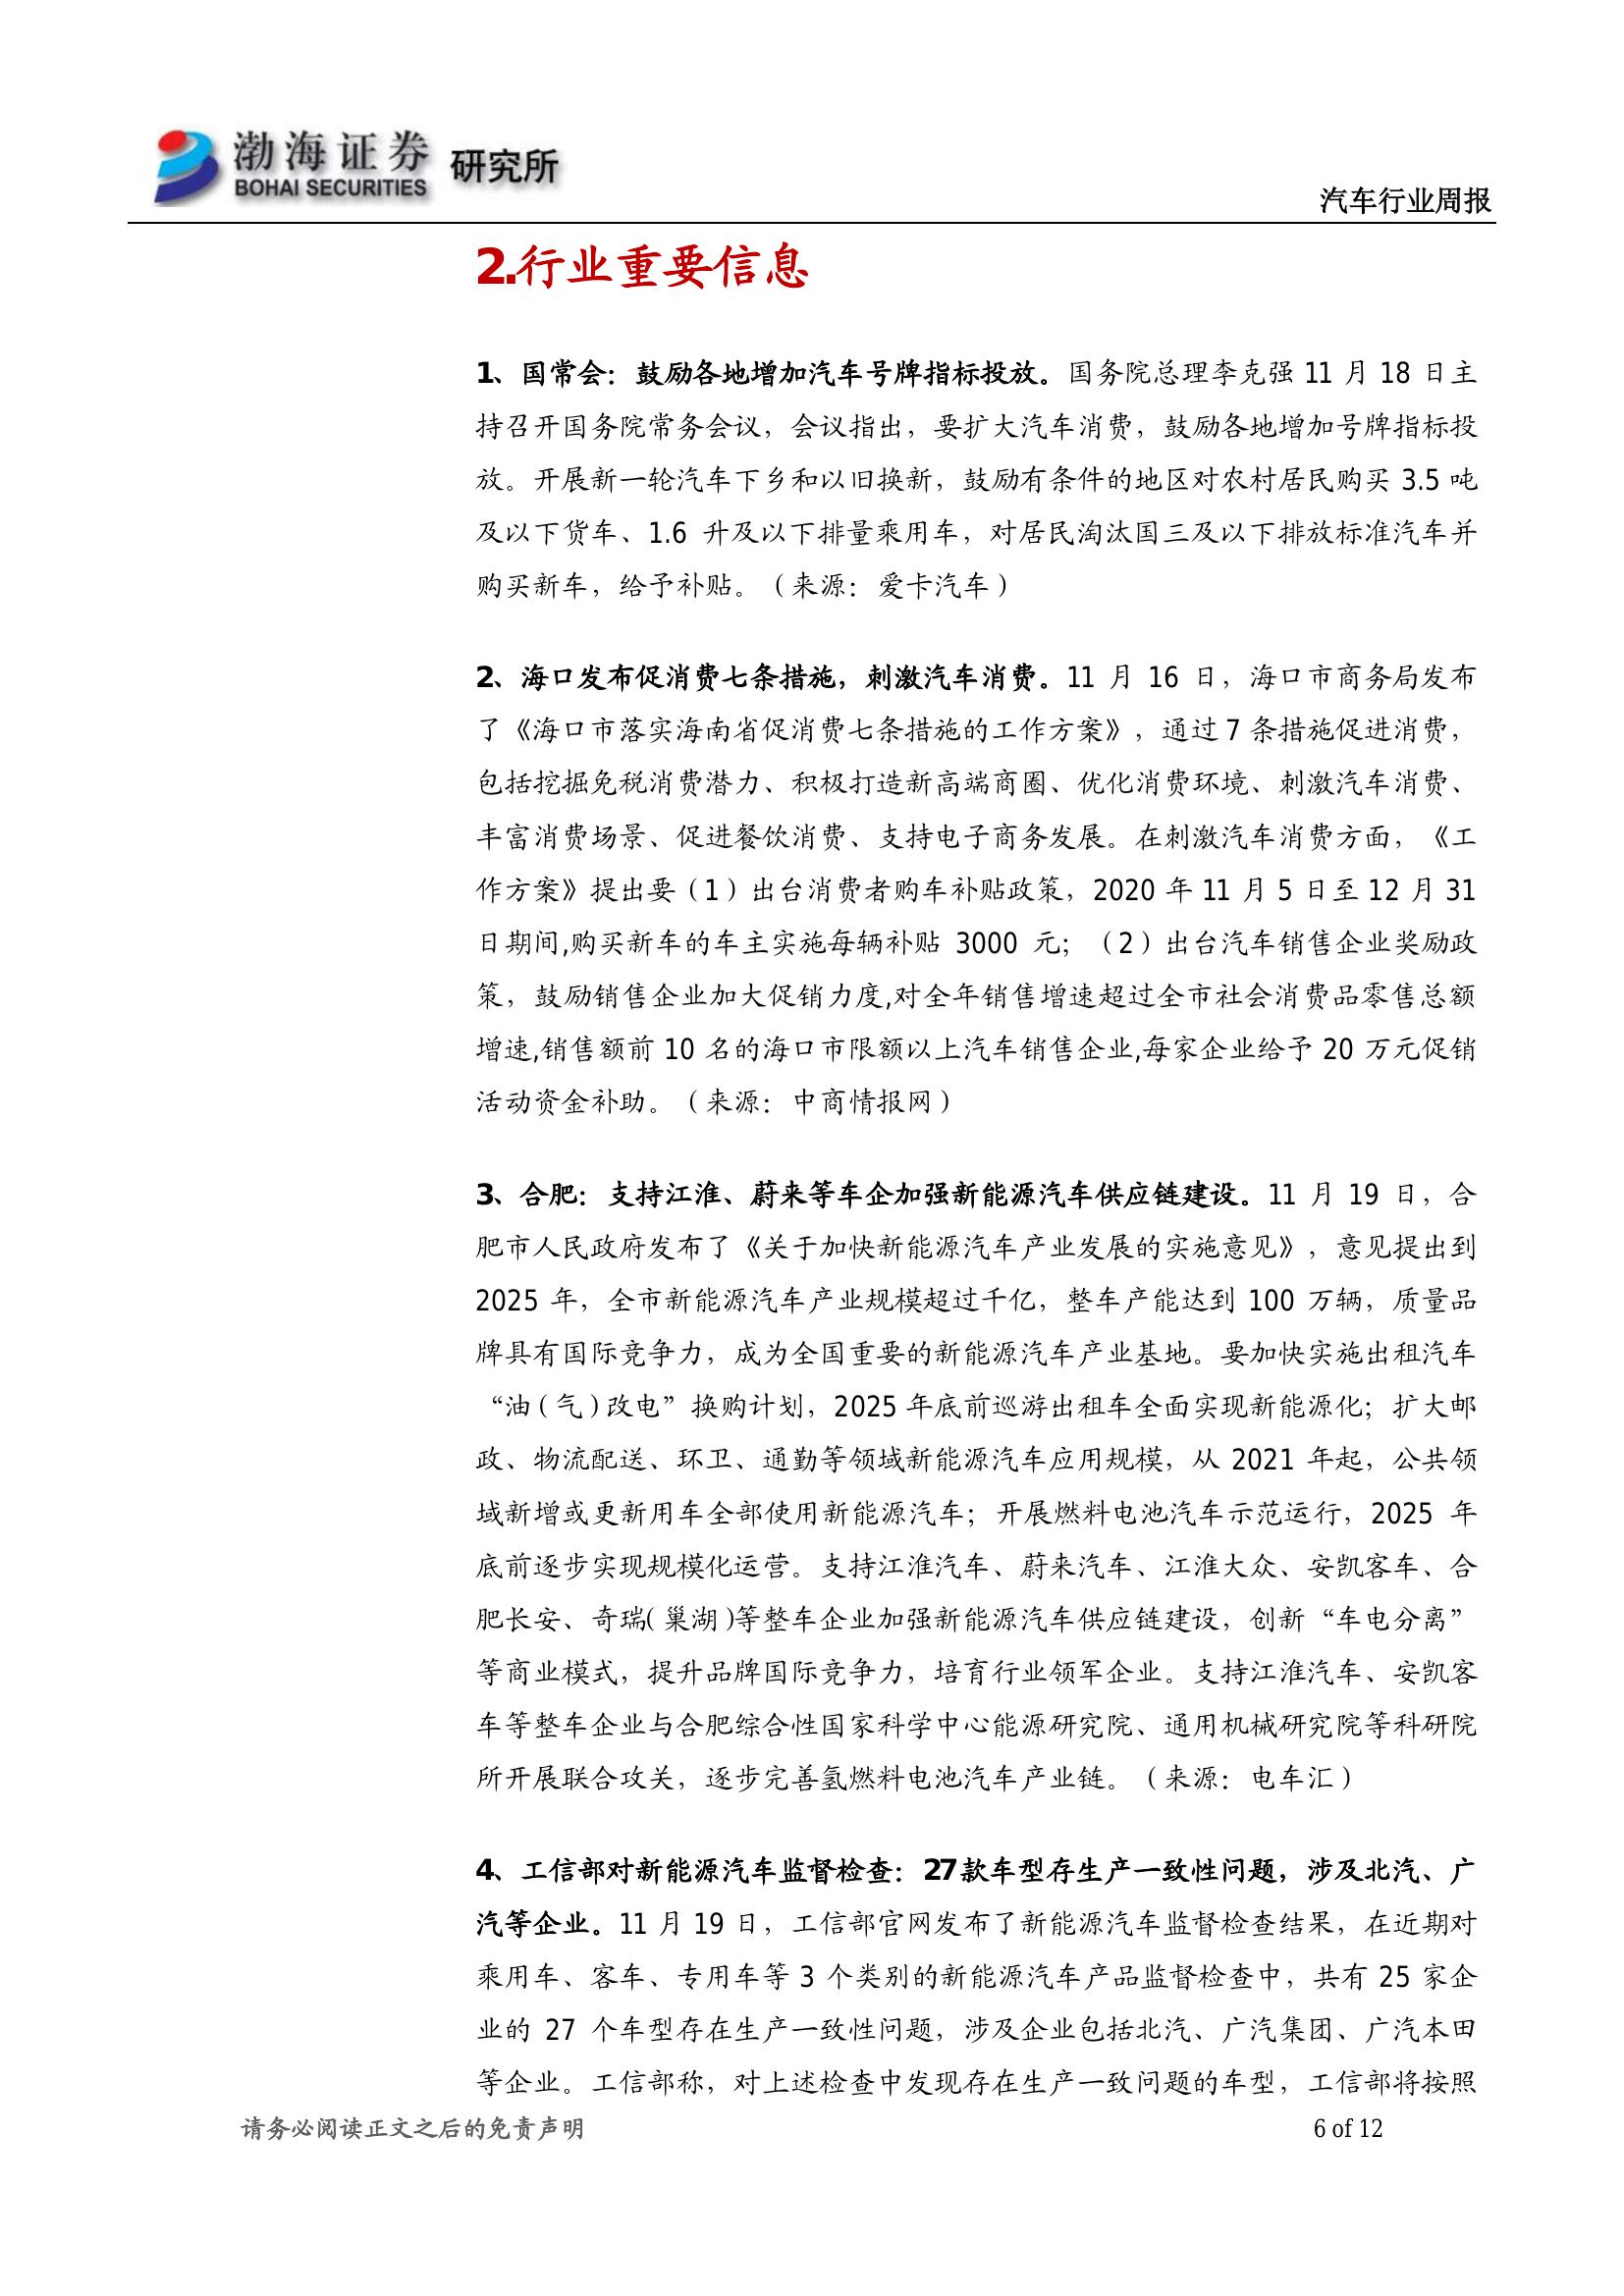 渤海证券 研究所
BOHAI SECURITIES
汽车行业周报
2.行业重要信息
1、国常会：鼓励各地增加汽车号牌指标投放。国务院总理李克强 11 月 18 日主
持召开国务院常务会议，会议指出，要扩大汽车消费，鼓励各地增加号牌指标投
放。开展新一轮汽车下乡和以旧换新，鼓励有条件的地区对农村居民购买 3.5 吨
及以下货车、1.6 升及以下排量乘用车，对居民淘汰国三及以下排放标准汽车并
购买新车，给予补贴。（来源：爱卡汽车）
2、海口发布促消费七条措施，刺激汽车消费。11 月 16 日，海口市商务局发布
了《海口市落实海南省促消费七条措施的工作方案》，通过 7 条措施促进消费，
包括挖掘免税消费潜力、积极打造新高端商圈、优化消费环境、刺激汽车消费、
丰富消费场景、促进餐饮消费、支持电子商务发展。在刺激汽车消费方面，《工
作方案》提出要（1）出台消费者购车补贴政策，2020 年 11 月 5 日至 12 月 31
日期间,购买新车的车主实施每辆补贴 3000 元；（2）出台汽车销售企业奖励政
策，鼓励销售企业加大促销力度,对全年销售增速超过全市社会消费品零售总额
增速,销售额前 10 名的海口市限额以上汽车销售企业,每家企业给予 20 万元促销
活动资金补助。（来源：中商情报网）
3、合肥：支持江淮、蔚来等车企加强新能源汽车供应链建设。11 月 19 日，合
肥市人民政府发布了《关于加快新能源汽车产业发展的实施意见》，意见提出到
2025 年，全市新能源汽车产业规模超过千亿，整车产能达到 100 万辆，质量品
牌具有国际竞争力，成为全国重要的新能源汽车产业基地。要加快实施出租汽车
“油(气)改电”换购计划，2025 年底前巡游出租车全面实现新能源化；扩大邮
政、物流配送、环卫、通勤等领域新能源汽车应用规模，从 2021 年起，公共领
域新增或更新用车全部使用新能源汽车；开展燃料电池汽车示范运行，2025 年
底前逐步实现规模化运营。支持江淮汽车、蔚来汽车、江淮大众、安凯客车、合
肥长安、奇瑞(巢湖)等整车企业加强新能源汽车供应链建设，创新“车电分离”
等商业模式，提升品牌国际竞争力，培育行业领军企业。支持江淮汽车、安凯客
车等整车企业与合肥综合性国家科学中心能源研究院、通用机械研究院等科研院
所开展联合攻关，逐步完善氢燃料电池汽车产业链。（来源：电车汇）
4、工信部对新能源汽车监督检查：27款车型存生产一致性问题，涉及北汽、广
汽等企业。11 月 19 日，工信部官网发布了新能源汽车监督检查结果，在近期对
乘用车、客车、专用车等 3 个类别的新能源汽车产品监督检查中，共有 25 家企
业的 27 个车型存在生产一致性问题，涉及企业包括北汽、广汽集团、广汽本田
等企业。工信部称，对上述检查中发现存在生产一致问题的车型，工信部将按照
请务必阅读正文之后的免责声明
6 of 12